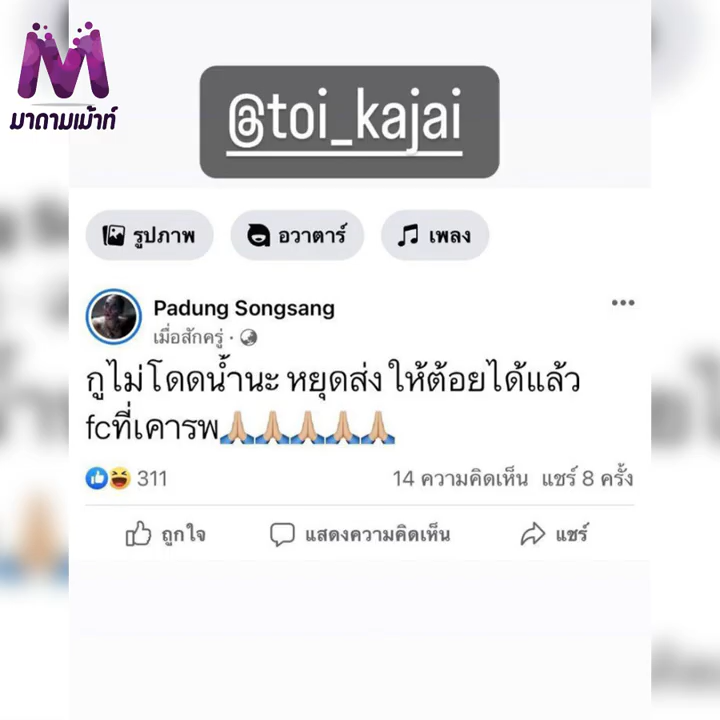 M
มาดามเม้าท์
@toi_kajai
รูปภาพ
อวาตาร์
เพลง
Padung Songsang
เมื่อสักครู่ ·
กูไม่โดดน้ำนะ หยุดส่ง ให้ต้อยได้แล้ว
fcที่เคารพ🙏🏼🙏🏼🙏🏼🙏🏼🙏🏼
311
14 ความคิดเห็น แชร์ 8 ครั้ง
ถูกใจ
แสดงความคิดเห็น
แชร์